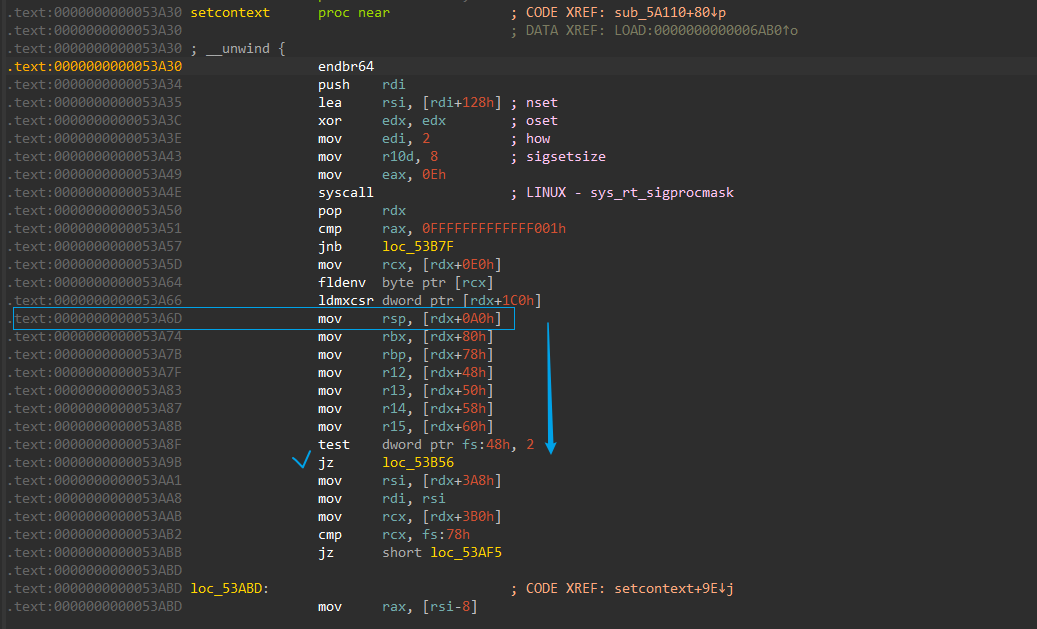 .text:0000000000053A30 setcontext proc near ; CODE XREF: sub_5A110+80↓p
.text:0000000000053A30 ; DATA XREF: LOAD:0000000000006AB0↑o
.text:0000000000053A30 ; __unwind {
.text:0000000000053A30 endbr64
.text:0000000000053A34 push rdi
.text:0000000000053A35 lea rsi, [rdi+128h] ; nset
.text:0000000000053A3C xor edx, edx ; oset
.text:0000000000053A3E mov edi, 2 ; how
.text:0000000000053A43 mov r10d, 8 ; sigsetsize
.text:0000000000053A49 mov eax, 0Eh
.text:0000000000053A4E syscall ; LINUX - sys_rt_sigprocmask
.text:0000000000053A50 pop rdx
.text:0000000000053A51 cmp rax, 0FFFFFFFFFFFFF001h
.text:0000000000053A57 jnb loc_53B7F
.text:0000000000053A5D mov rcx, [rdx+0E0h]
.text:0000000000053A64 fldenv byte ptr [rcx]
.text:0000000000053A66 ldmxcsr dword ptr [rdx+1C0h]
.text:0000000000053A6D mov rsp, [rdx+0A0h]
.text:0000000000053A74 mov rbx, [rdx+80h]
.text:0000000000053A7B mov rbp, [rdx+78h]
.text:0000000000053A7F mov r12, [rdx+48h]
.text:0000000000053A83 mov r13, [rdx+50h]
.text:0000000000053A87 mov r14, [rdx+58h]
.text:0000000000053A8B mov r15, [rdx+60h]
.text:0000000000053A8F test dword ptr fs:48h, 2
.text:0000000000053A9B jz loc_53B56
.text:0000000000053AA1 mov rsi, [rdx+3A8h]
.text:0000000000053AA8 mov rdi, rsi
.text:0000000000053AAB mov rcx, [rdx+3B0h]
.text:0000000000053AB2 cmp rcx, fs:78h
.text:0000000000053ABB jz short loc_53AF5
.text:0000000000053ABD
.text:0000000000053ABD loc_53ABD: ; CODE XREF: setcontext+9E↓j
.text:0000000000053ABD mov rax, [rsi-8]